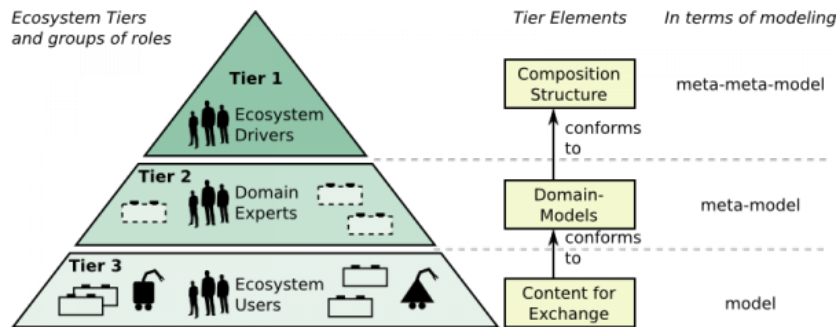 Ecosystem Tiers
and groups of roles
Tier Elements
In terms of modeling
Tier 1
Ecosystem
Drivers
Composition
Structure
meta-meta-model
conforms
to
Tier 2
Domain
Experts
Domain-
Models
meta-model
conforms
to
Tier 3
Ecosystem
Users
Content for
Exchange
model